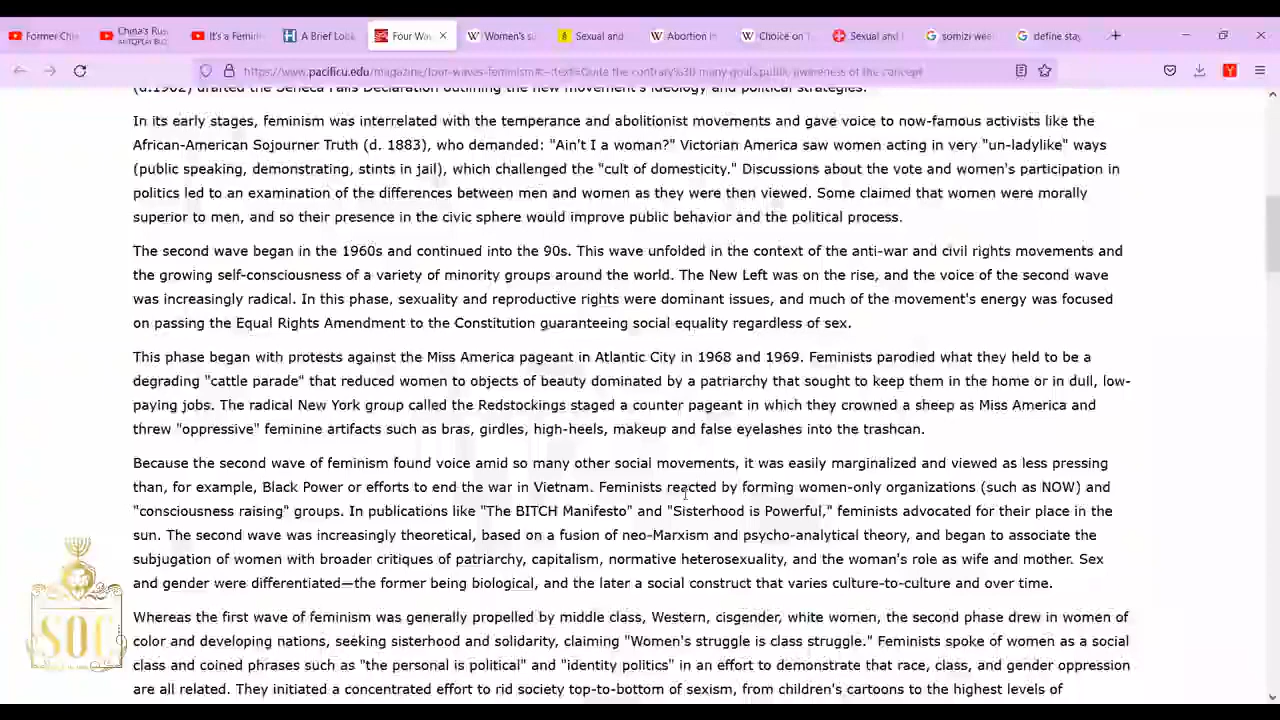 Former Chi
China's Rus
AUTOPLAY BLOC
It's a Femini
A Brief Look
Four Wav
Women's su
Sexual and
Abortion in
Choice on T
Sexual and
somizi wee
define stay
https://www.pacificu.edu/magazine/four-waves-feminism#:~:text=Quite the contrary%3B many goals,public awareness of the concept
(d.1902) drafted the Seneca Falls Declaration outlining the new movement's ideology and political strategies.
In its early stages, feminism was interrelated with the temperance and abolitionist movements and gave voice to now-famous activists like the
African-American Sojourner Truth (d. 1883), who demanded: "Ain't I a woman?" Victorian America saw women acting in very "un-ladylike" ways
(public speaking, demonstrating, stints in jail), which challenged the "cult of domesticity." Discussions about the vote and women's participation in
politics led to an examination of the differences between men and women as they were then viewed. Some claimed that women were morally
superior to men, and so their presence in the civic sphere would improve public behavior and the political process.
The second wave began in the 1960s and continued into the 90s. This wave unfolded in the context of the anti-war and civil rights movements and
the growing self-consciousness of a variety of minority groups around the world. The New Left was on the rise, and the voice of the second wave
was increasingly radical. In this phase, sexuality and reproductive rights were dominant issues, and much of the movement's energy was focused
on passing the Equal Rights Amendment to the Constitution guaranteeing social equality regardless of sex.
This phase began with protests against the Miss America pageant in Atlantic City in 1968 and 1969. Feminists parodied what they held to be a
degrading "cattle parade" that reduced women to objects of beauty dominated by a patriarchy that sought to keep them in the home or in dull, low-
paying jobs. The radical New York group called the Redstockings staged a counter pageant in which they crowned a sheep as Miss America and
threw "oppressive" feminine artifacts such as bras, girdles, high-heels, makeup and false eyelashes into the trashcan.
Because the second wave of feminism found voice amid so many other social movements, it was easily marginalized and viewed as less pressing
than, for example, Black Power or efforts to end the war in Vietnam. Feminists reacted by forming women-only organizations (such as NOW) and
"consciousness raising" groups. In publications like "The BITCH Manifesto" and "Sisterhood is Powerful," feminists advocated for their place in the
sun. The second wave was increasingly theoretical, based on a fusion of neo-Marxism and psycho-analytical theory, and began to associate the
subjugation of women with broader critiques of patriarchy, capitalism, normative heterosexuality, and the woman's role as wife and mother. Sex
and gender were differentiated—the former being biological, and the later a social construct that varies culture-to-culture and over time.
Whereas the first wave of feminism was generally propelled by middle class, Western, cisgender, white women, the second phase drew in women of
color and developing nations, seeking sisterhood and solidarity, claiming "Women's struggle is class struggle." Feminists spoke of women as a social
class and coined phrases such as "the personal is political" and "identity politics" in an effort to demonstrate that race, class, and gender oppression
are all related. They initiated a concentrated effort to rid society top-to-bottom of sexism, from children's cartoons to the highest levels of
SOC